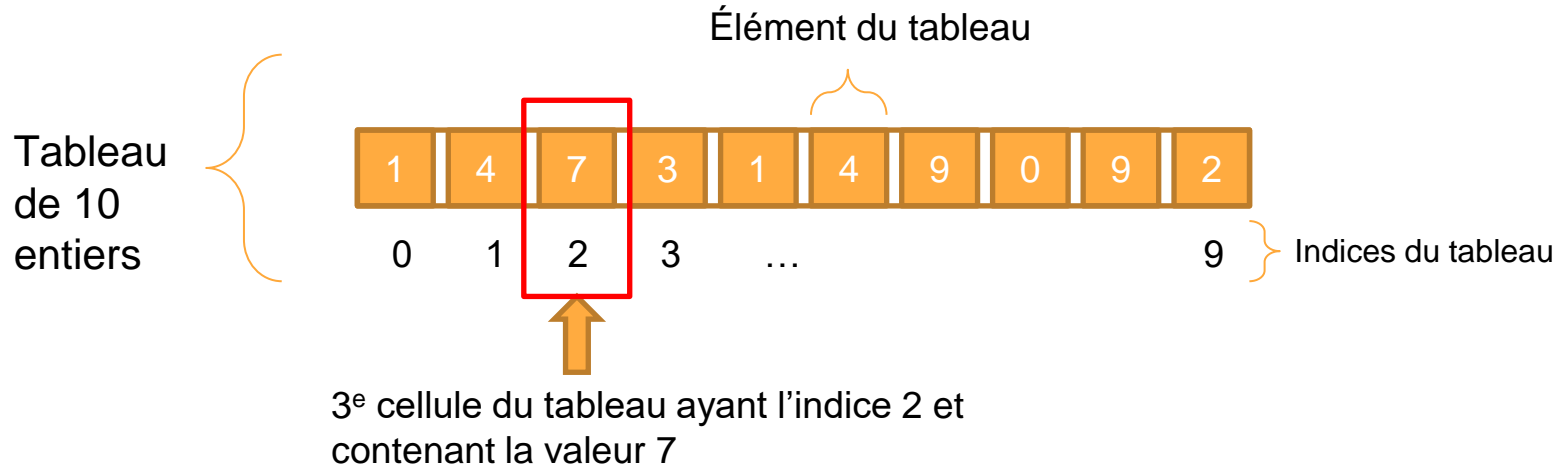 Élément du tableau
Tableau
de 10
entiers
1 4 7 3 1 4 9 0 9 2
0 1 2 3 … 9
Indices du tableau
3e cellule du tableau ayant l’indice 2 et
contenant la valeur 7